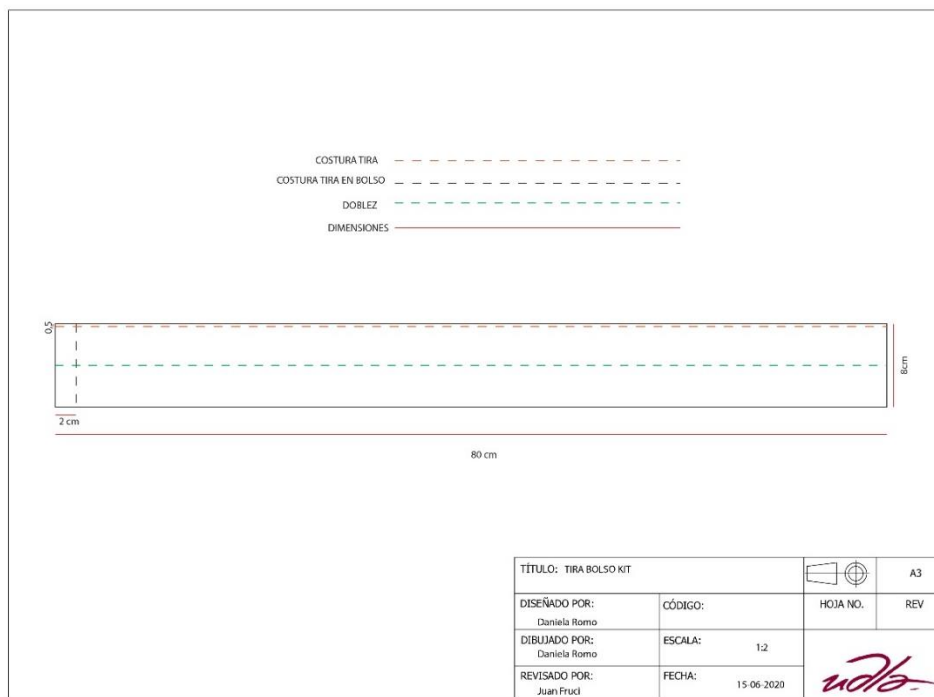 COSTURA TIRA
COSTURA TIRA EN BOLSO
DOBLEZ
DIMENSIONES
0,5
8cm
2 cm
80 cm
TÍTULO: TIRA BOLSO KIT
A3
DISEÑADO POR:
Daniela Romo
CÓDIGO:
HOJA NO.
REV
DIBUJADO POR:
Daniela Romo
ESCALA:
1:2
REVISADO POR:
Juan Fruci
FECHA:
15-06-2020
udla